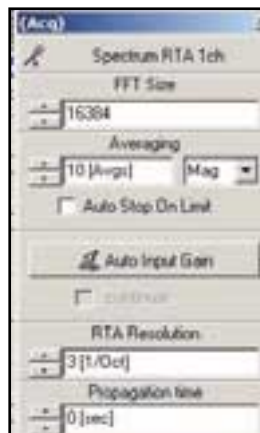 (Acq)
Spectrum RTA 1ch
FFT Size
16384
Averaging
10 [Avgs] Mag
Auto Stop On Limit
Auto Input Gain
RTA Resolution
3 [1/Oct]
Propagation time
0 [sec]